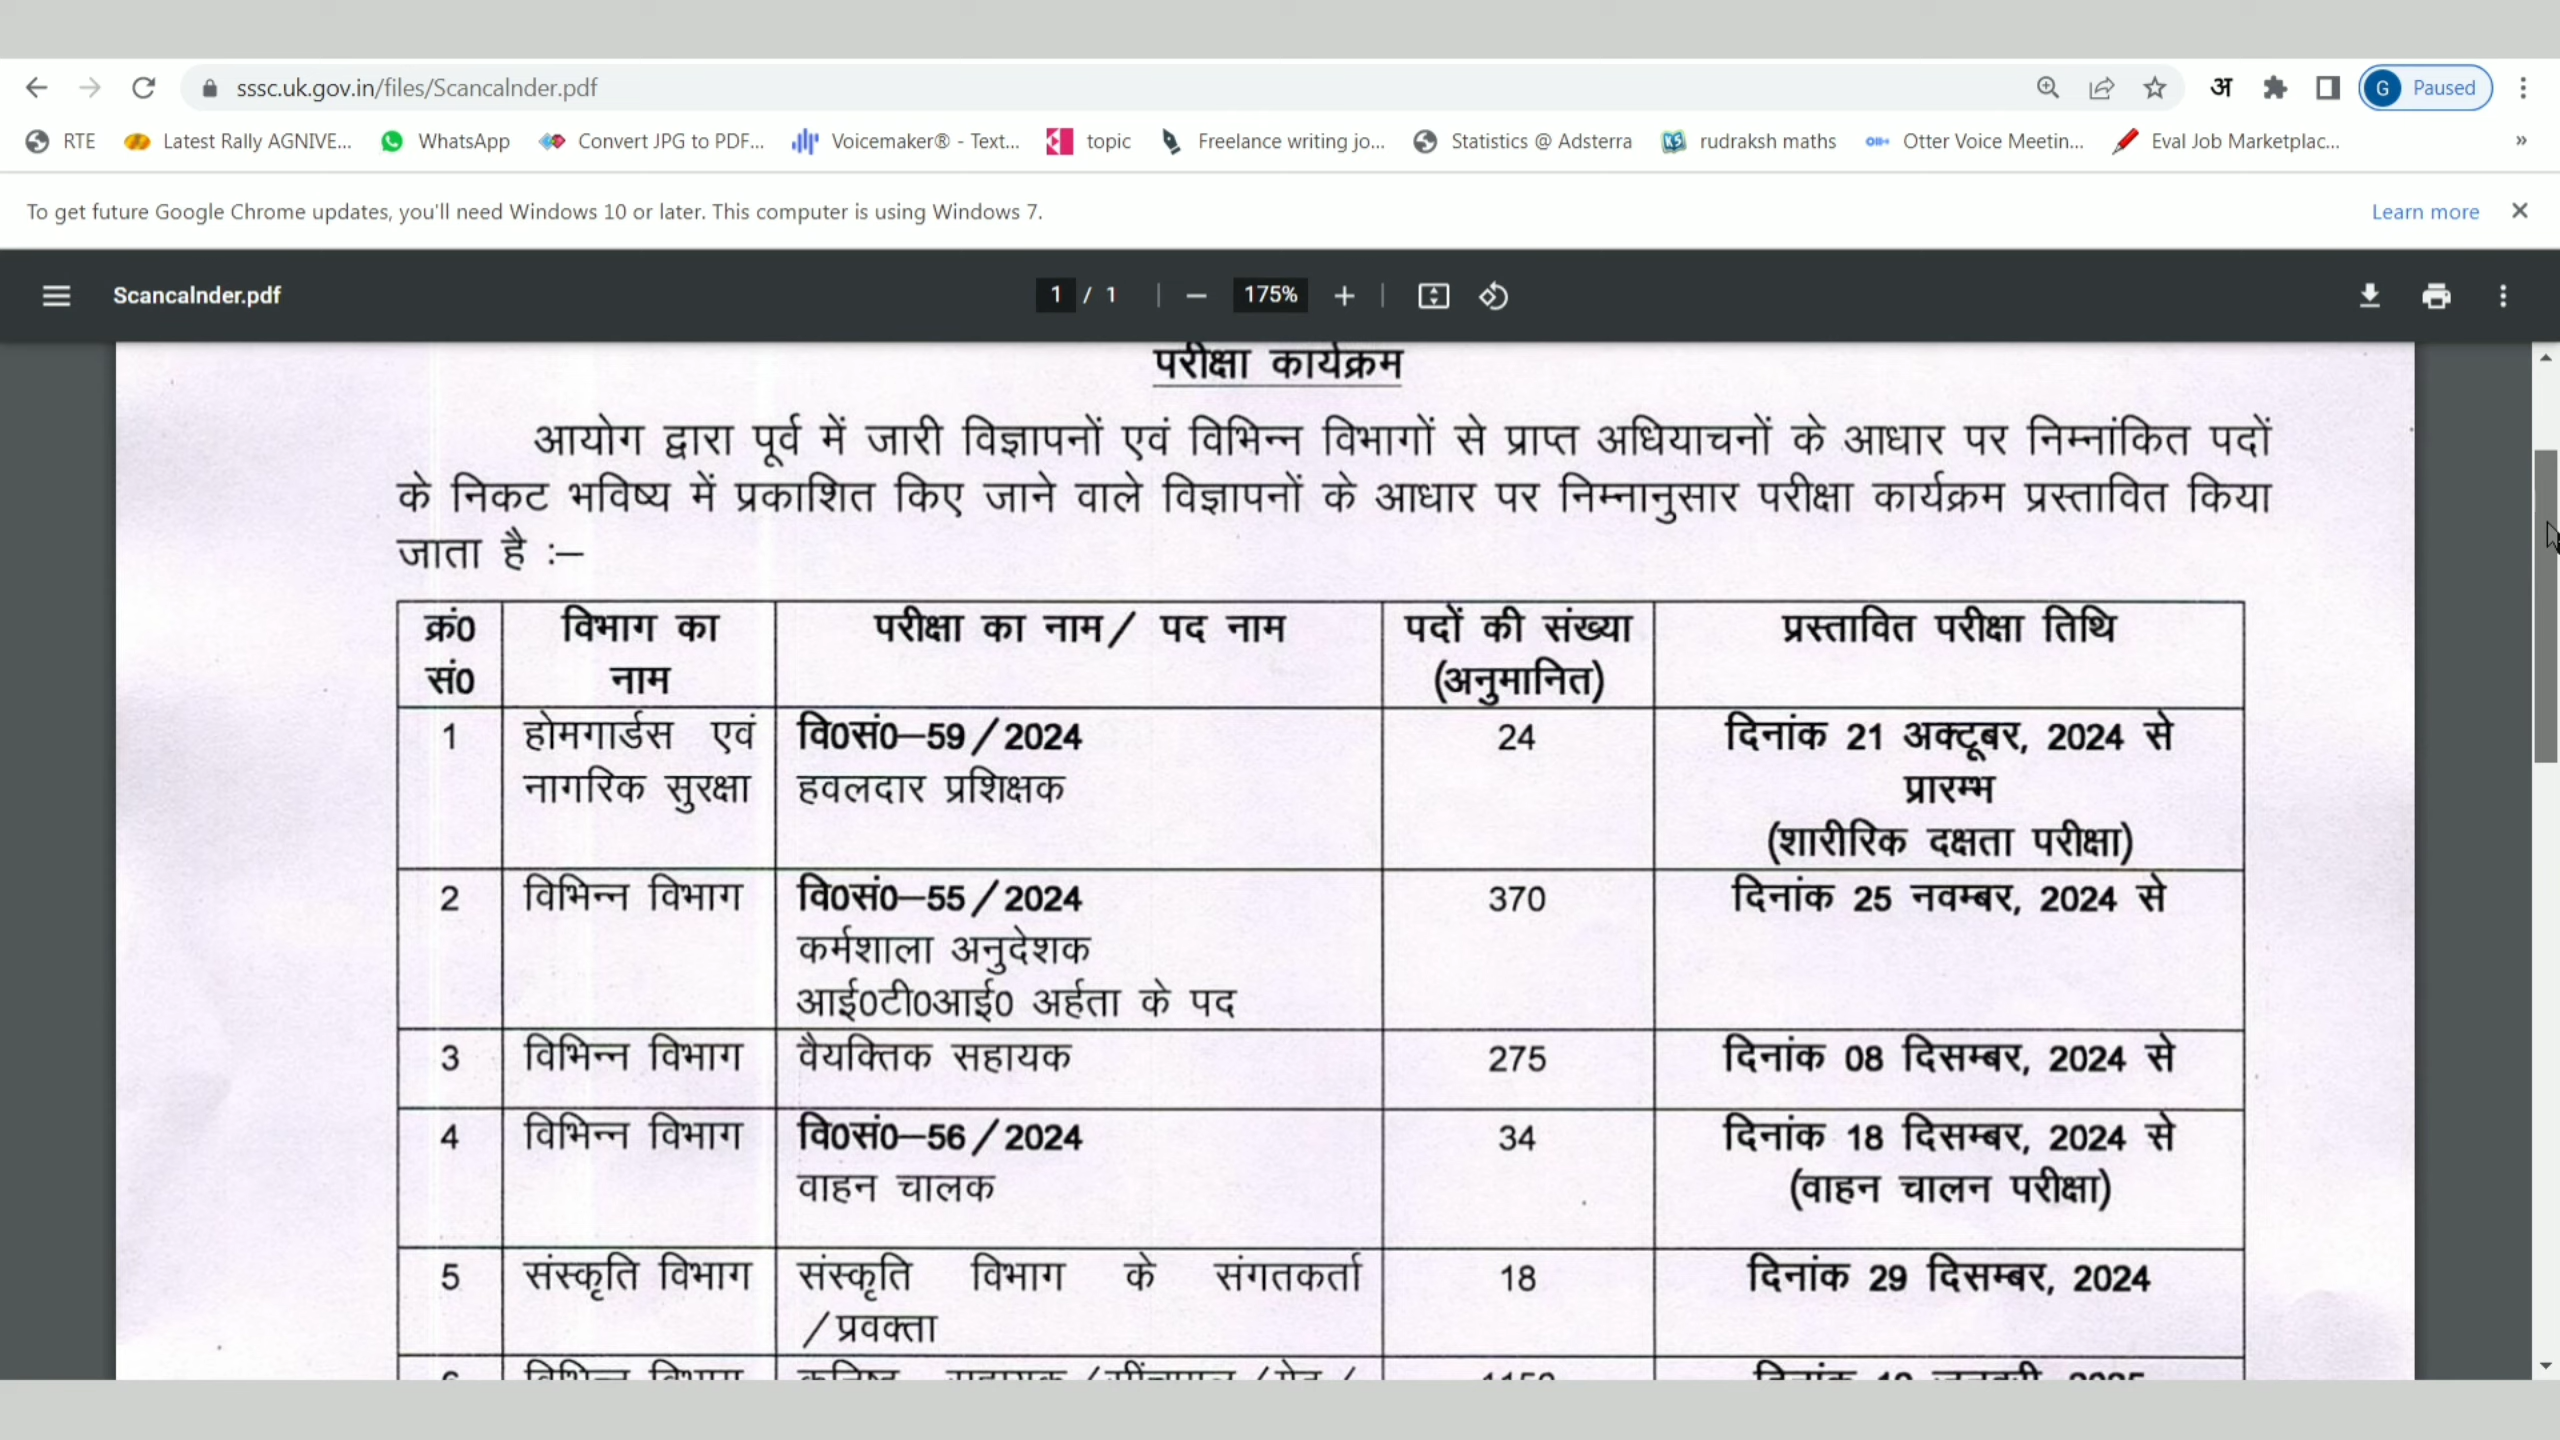 sssc.uk.gov.in/files/Scancalnder.pdf
अ
G
Paused
RTE
Latest Rally AGNIVE...
WhatsApp
Convert JPG to PDF...
Voicemaker® - Text...
topic
Freelance writing jo...
Statistics @ Adsterra
rudraksh maths
Otter Voice Meetin...
Eval Job Marketplac...
»
To get future Google Chrome updates, you'll need Windows 10 or later. This computer is using Windows 7.
Learn more
Scancalnder.pdf
1 / 1
175%
परीक्षा कार्यक्रम
आयोग द्वारा पूर्व में जारी विज्ञापनों एवं विभिन्न विभागों से प्राप्त अधियाचनों के आधार पर निम्नांकित पदों
के निकट भविष्य में प्रकाशित किए जाने वाले विज्ञापनों के आधार पर निम्नानुसार परीक्षा कार्यक्रम प्रस्तावित किया
जाता है :–
क्रं0 सं0
विभाग का नाम
परीक्षा का नाम / पद नाम
पदों की संख्या (अनुमानित)
प्रस्तावित परीक्षा तिथि
1
होमगार्डस एवं
नागरिक सुरक्षा
वि0सं0–59/2024
हवलदार प्रशिक्षक
24
दिनांक 21 अक्टूबर, 2024 से
प्रारम्भ
(शारीरिक दक्षता परीक्षा)
2
विभिन्न विभाग
वि0सं0–55/2024
कर्मशाला अनुदेशक
आई0टी0आई0 अर्हता के पद
370
दिनांक 25 नवम्बर, 2024 से
3
विभिन्न विभाग
वैयक्तिक सहायक
275
दिनांक 08 दिसम्बर, 2024 से
4
विभिन्न विभाग
वि0सं0–56/2024
वाहन चालक
34
दिनांक 18 दिसम्बर, 2024 से
(वाहन चालन परीक्षा)
5
संस्कृति विभाग
संस्कृति विभाग के संगतकर्ता
/प्रवक्ता
18
दिनांक 29 दिसम्बर, 2024
विभिन्न विभाग